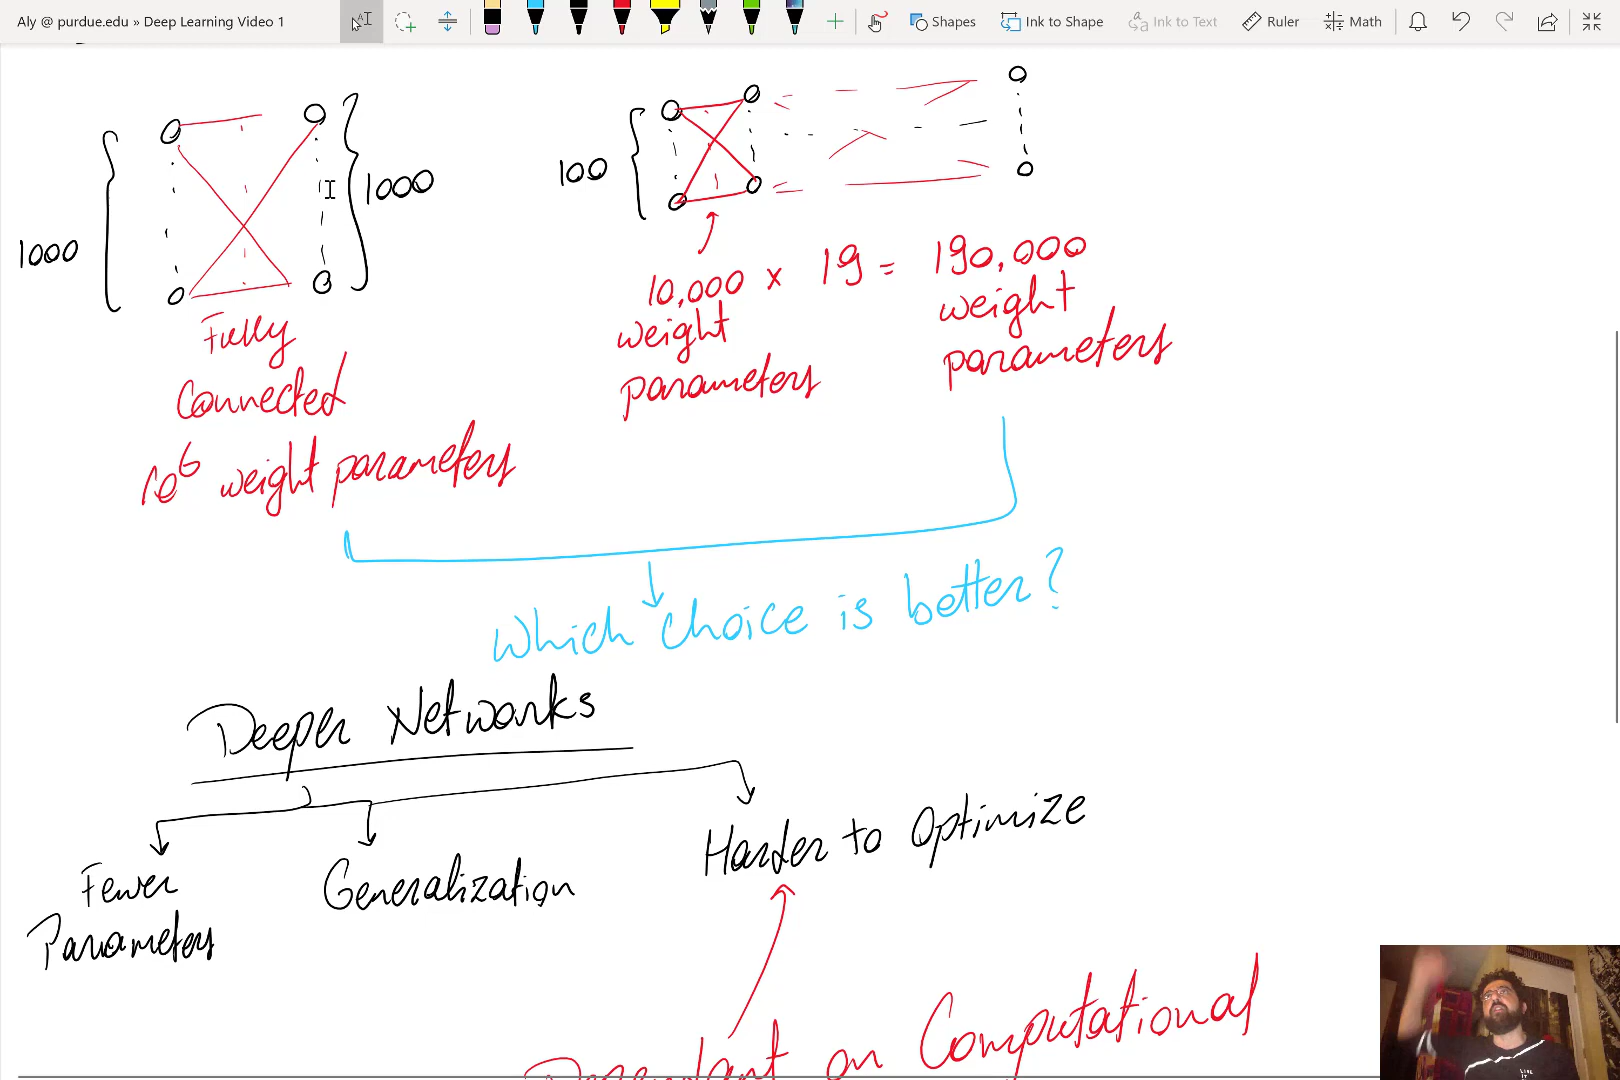 Aly @ purdue.edu » Deep Learning Video 1
Shapes
Ink to Shape
Ink to Text
Ruler
Math
1000
1000
Fully
Connected
10⁶ weight parameters
100
10,000 × 19 = 190,000
weight
parameters
weight
parameters
Which choice is better?
Deeper Networks
Fewer
Parameters
Generalization
Harder to Optimize
Dependant on Computational